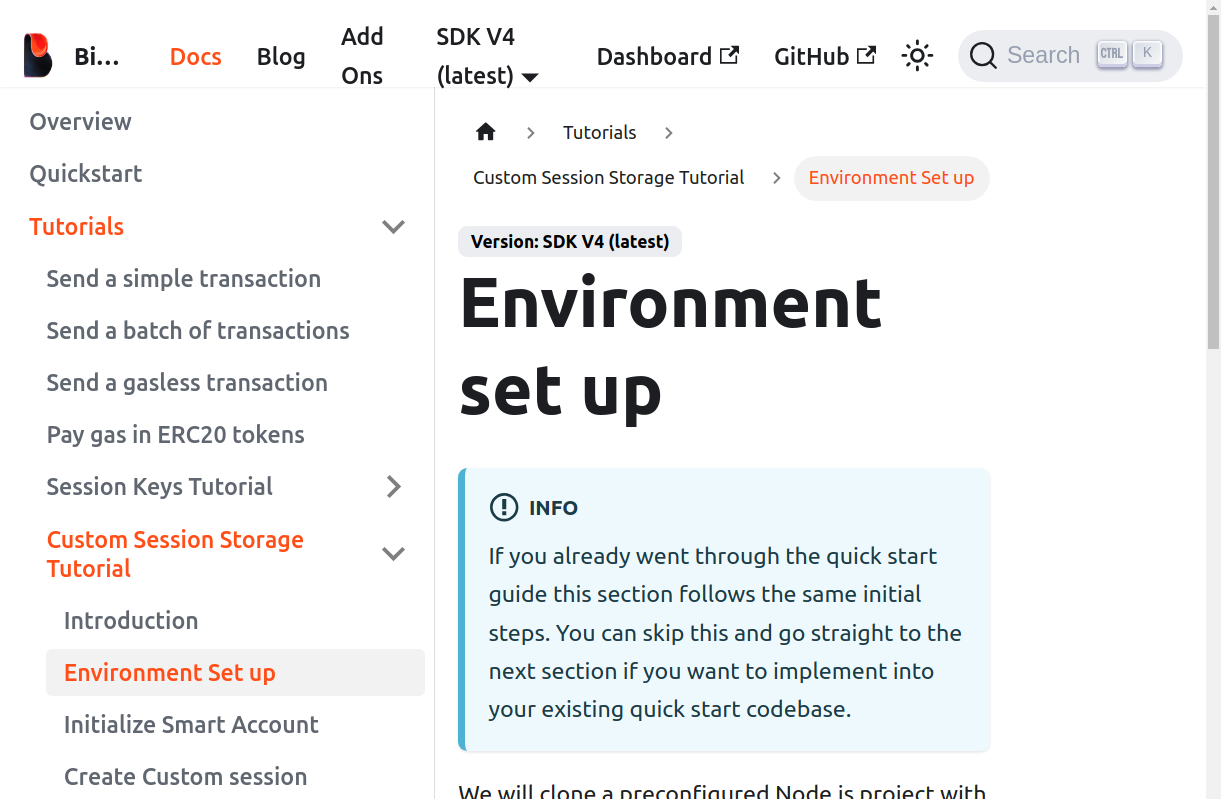 Bi...
Docs
Blog
Add
Ons
SDK V4
(latest)
Dashboard
GitHub
Search
CTRL
K
Overview
Quickstart
Tutorials
Send a simple transaction
Send a batch of transactions
Send a gasless transaction
Pay gas in ERC20 tokens
Session Keys Tutorial
Custom Session Storage
Tutorial
Introduction
Environment Set up
Initialize Smart Account
Create Custom session
Tutorials
Custom Session Storage Tutorial
Environment Set up
Version: SDK V4 (latest)
Environment
set up
INFO
If you already went through the quick start
guide this section follows the same initial
steps. You can skip this and go straight to the
next section if you want to implement into
your existing quick start codebase.
We will clone a preconfigured Node.js project with